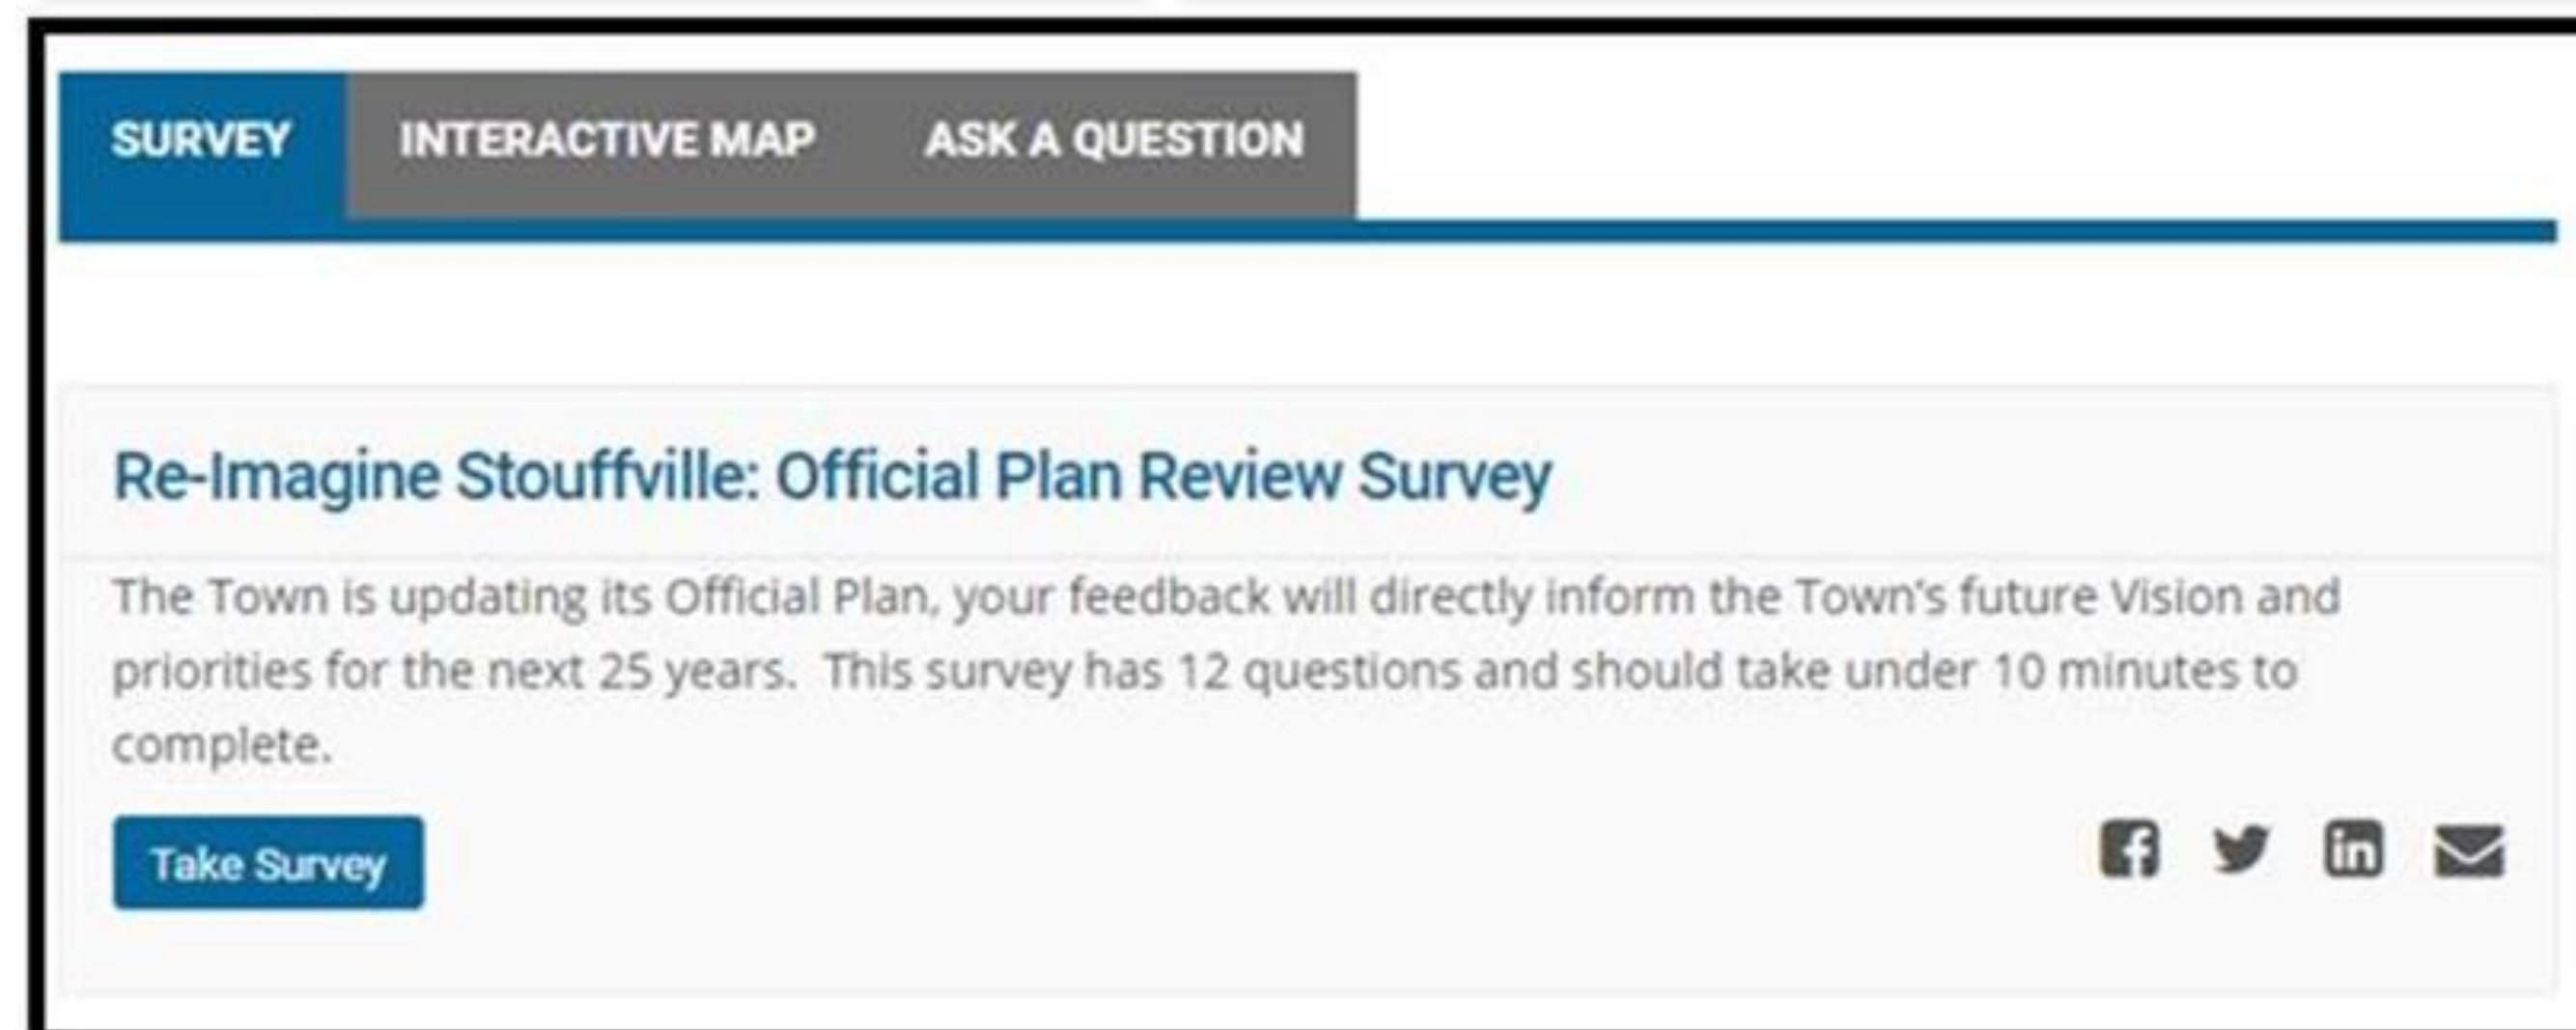 SURVEY INTERACTIVE MAP ASK A QUESTION
Re-Imagine Stouffville: Official Plan Review Survey
The Town is updating its Official Plan, your feedback will directly inform the Town's future Vision and
priorities for the next 25 years.  This survey has 12 questions and should take under 10 minutes to
complete.
Take Survey